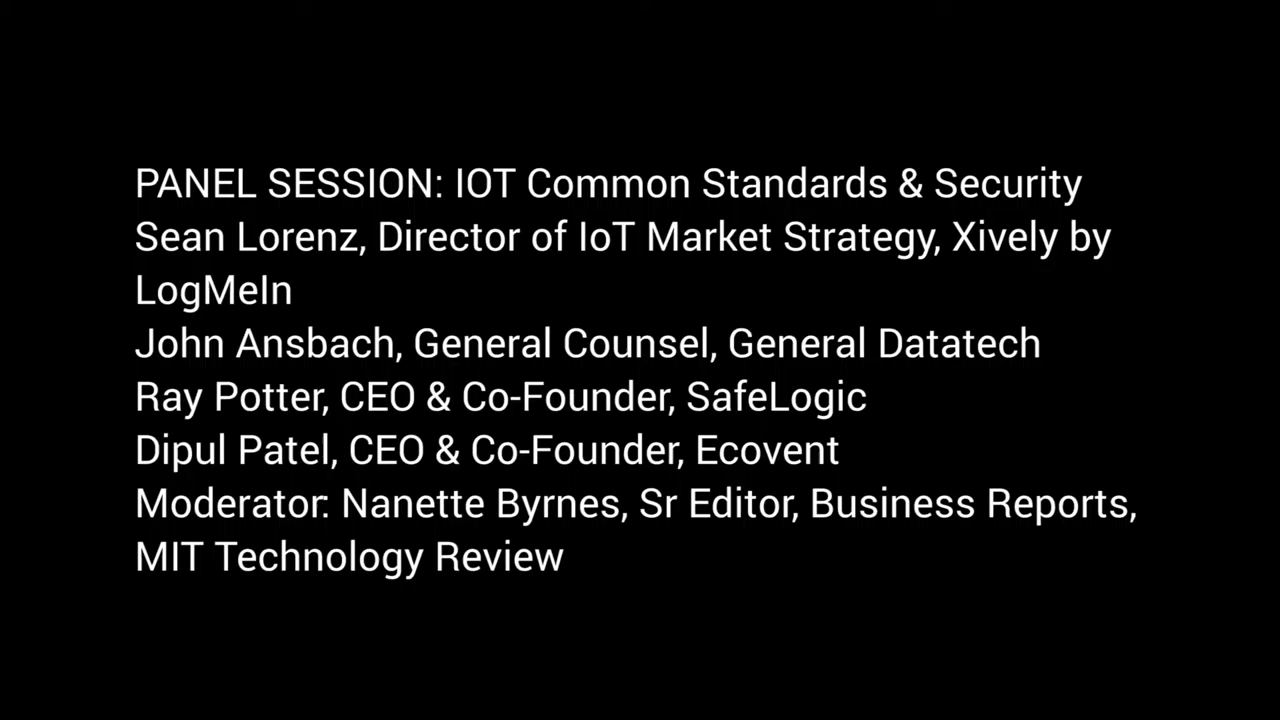 PANEL SESSION: IOT Common Standards & Security
Sean Lorenz, Director of IoT Market Strategy, Xively by
LogMeIn
John Ansbach, General Counsel, General Datatech
Ray Potter, CEO & Co-Founder, SafeLogic
Dipul Patel, CEO & Co-Founder, Ecovent
Moderator: Nanette Byrnes, Sr Editor, Business Reports,
MIT Technology Review